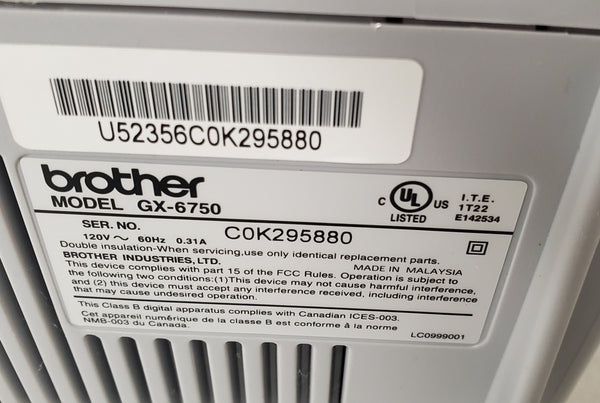 U52356C0K295880
brother
MODEL GX-6750
C UL US
LISTED
I.T.E.
1T22
E142534
SER. NO. C0K295880
120V ~ 60Hz 0.31A
Double insulation-When servicing,use only identical replacement parts.
BROTHER INDUSTRIES,LTD. MADE IN MALAYSIA
This device complies with part 15 of the FCC Rules. Operation is subject to
the following two conditions:(1)This device may not cause harmful interference,
and (2) this device must accept any interference received, including interference
that may cause undesired operation.
This Class B digital apparatus complies with Canadian ICES-003.
Cet appareil numérique de la classe B est conforme à la norme
NMB-003 du Canada.
LC0999001